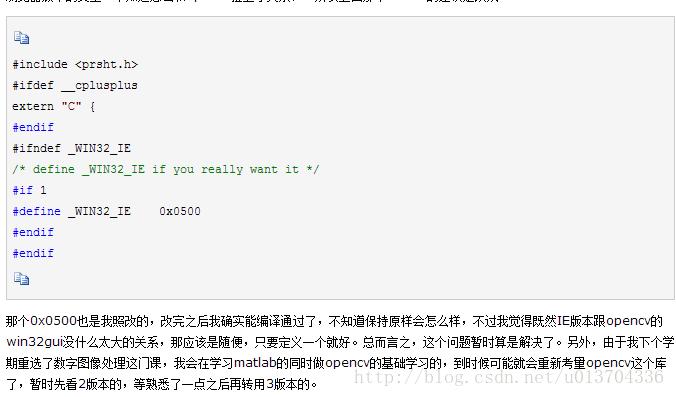 #include <prsht.h>
#ifdef __cplusplus
extern "C" {
#endif
#ifndef _WIN32_IE
/* define _WIN32_IE if you really want it */
#if 1
#define _WIN32_IE    0x0500
#endif
#endif
那个0x0500也是我照改的，改完之后我确实能编译通过了，不知道保持原样会怎么样，不过我觉得既然IE版本跟opencv的
win32gui没什么太大的关系，那应该是随便，只要定义一个就好。总而言之，这个问题暂时算是解决了。另外，由于我下个学
期重选了数字图像处理这门课，我会在学习matlab的同时做opencv的基础学习的，到时候可能就会重新考量opencv这个库
了，暂时先看2版本的，等熟悉了一点之后再转用3版本的。
http://blog.csdn.net/u013704336